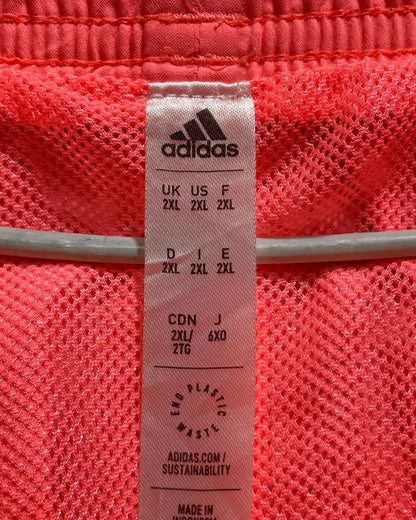 adidas
UK US F
2XL 2XL 2XL
D I E
2XL 2XL 2XL
CDN J
2XL/ 6XO
2TG
END PLASTIC WASTE
ADIDAS.COM/
SUSTAINABILITY
MADE IN
INDONESIA